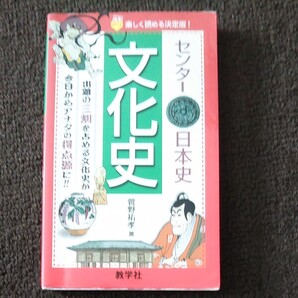 楽しく読める決定版！
センター日本史
文化史
出題の三割を占める文化史が
今日からアナタの得点源に!!
菅野祐孝 著
教学社